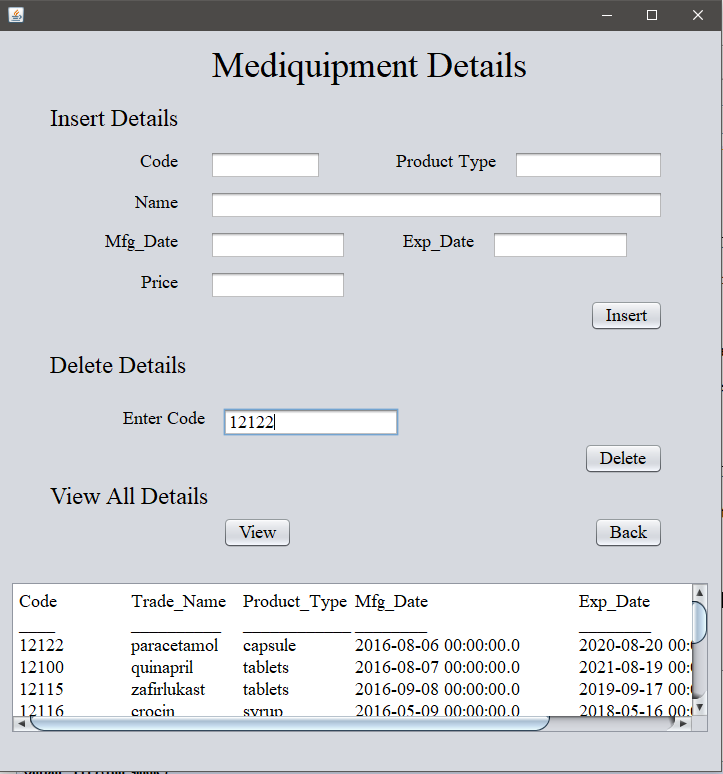 Mediquipment Details
Insert Details
Code Product Type
Name
Mfg_Date Exp_Date
Price
Insert
Delete Details
Enter Code 12122
Delete
View All Details
View Back
Code Trade_Name Product_Type Mfg_Date Exp_Date
12122 paracetamol capsule 2016-08-06 00:00:00.0 2020-08-20 00:
12100 quinapril tablets 2016-08-07 00:00:00.0 2021-08-19 00:
12115 zafirlukast tablets 2016-09-08 00:00:00.0 2019-09-17 00:
12116 crocin syrup 2016-05-09 00:00:00.0 2018-05-16 00: